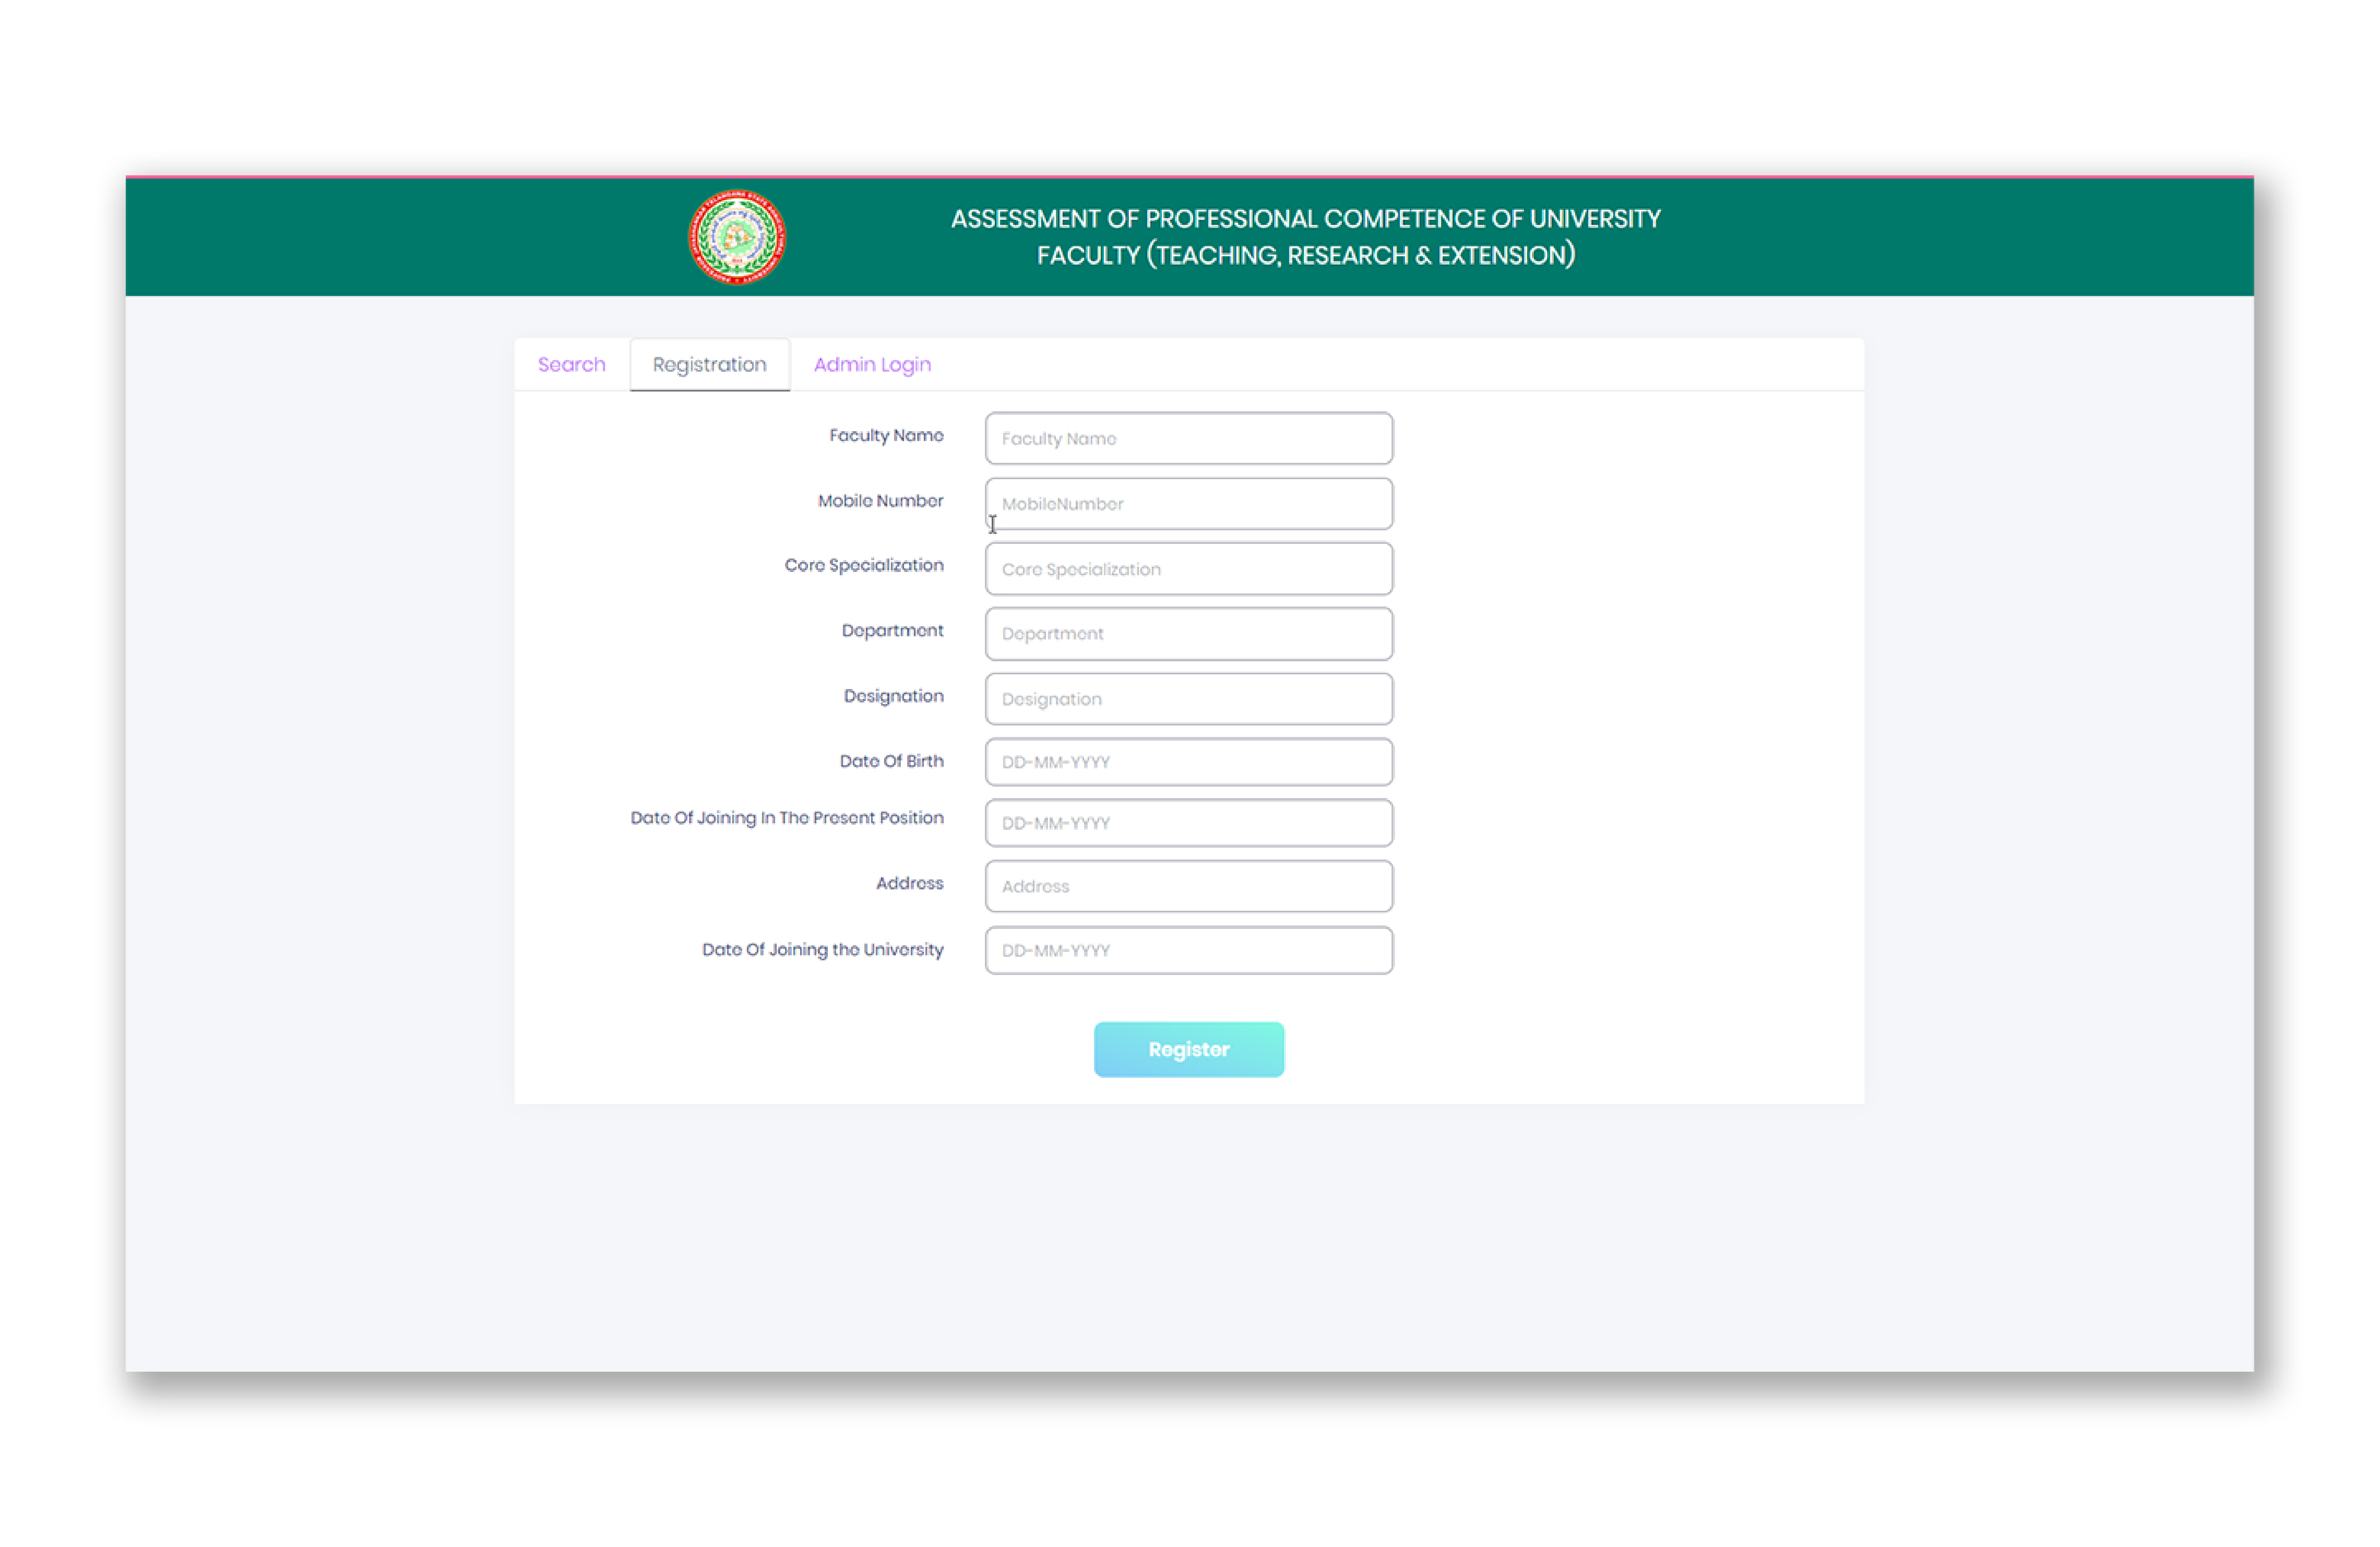 ASSESSMENT OF PROFESSIONAL COMPETENCE OF UNIVERSITY
FACULTY (TEACHING, RESEARCH & EXTENSION)
Search Registration Admin Login
Faculty Name Faculty Name
Mobile Number MobileNumber
Core Specialization Core Specialization
Department Department
Designation Designation
Date Of Birth DD-MM-YYYY
Date Of Joining In The Present Position DD-MM-YYYY
Address Address
Date Of Joining the University DD-MM-YYYY
Register